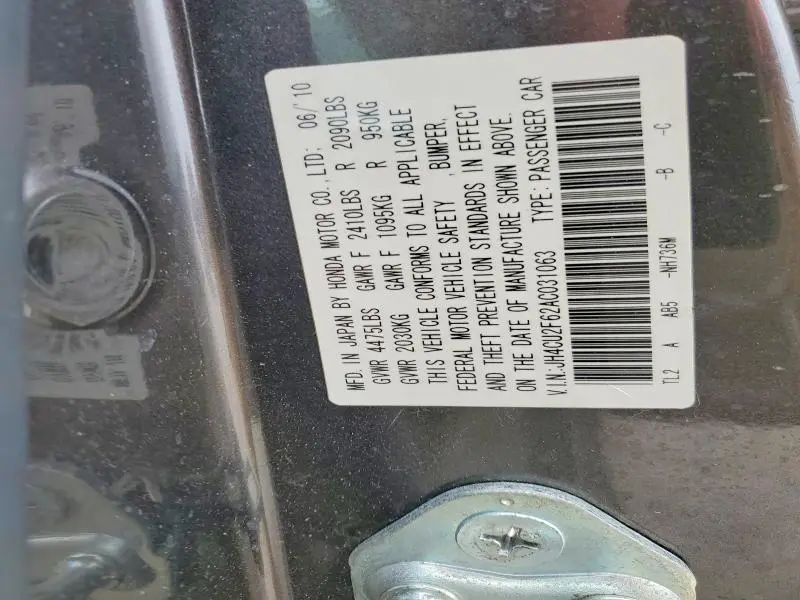 MFD. IN JAPAN BY HONDA MOTOR CO., LTD; 06/'10
GVWR 4475LBS GAWR F 2410LBS R 2090LBS
GVWR 2030KG GAWR F 1095KG R 950KG
THIS VEHICLE CONFORMS TO ALL APPLICABLE
FEDERAL MOTOR VEHICLE SAFETY ,BUMPER,
AND THEFT PREVENTION STANDARDS IN EFFECT
ON THE DATE OF MANUFACTURE SHOWN ABOVE.
V.I.N:JH4CU2F62AC031063 TYPE: PASSENGER CAR
TL2 A AB5 -NH736M -B -C